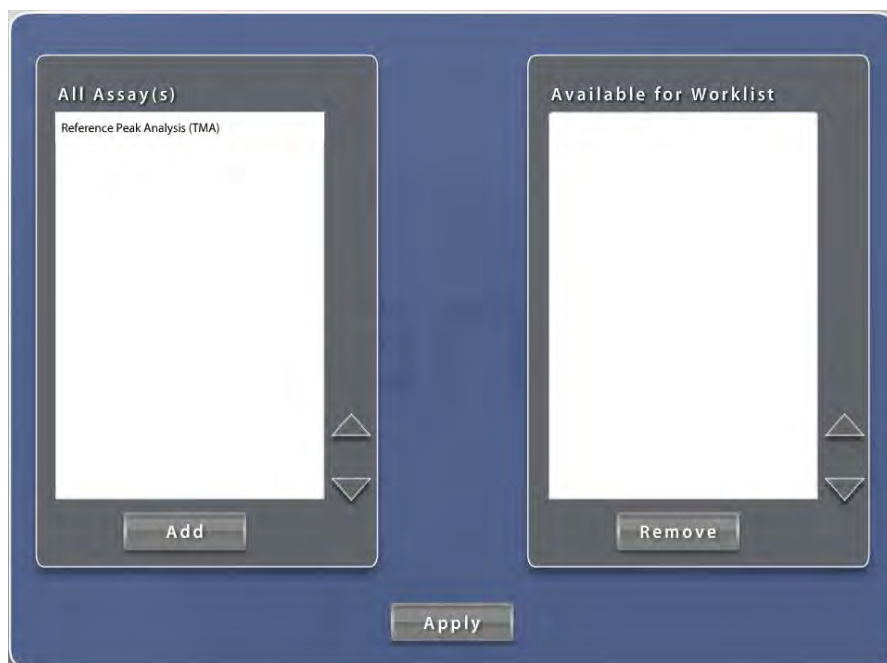 All Assay(s)
Reference Peak Analysis (TMA)
Add
Available for Worklist
Remove
Apply